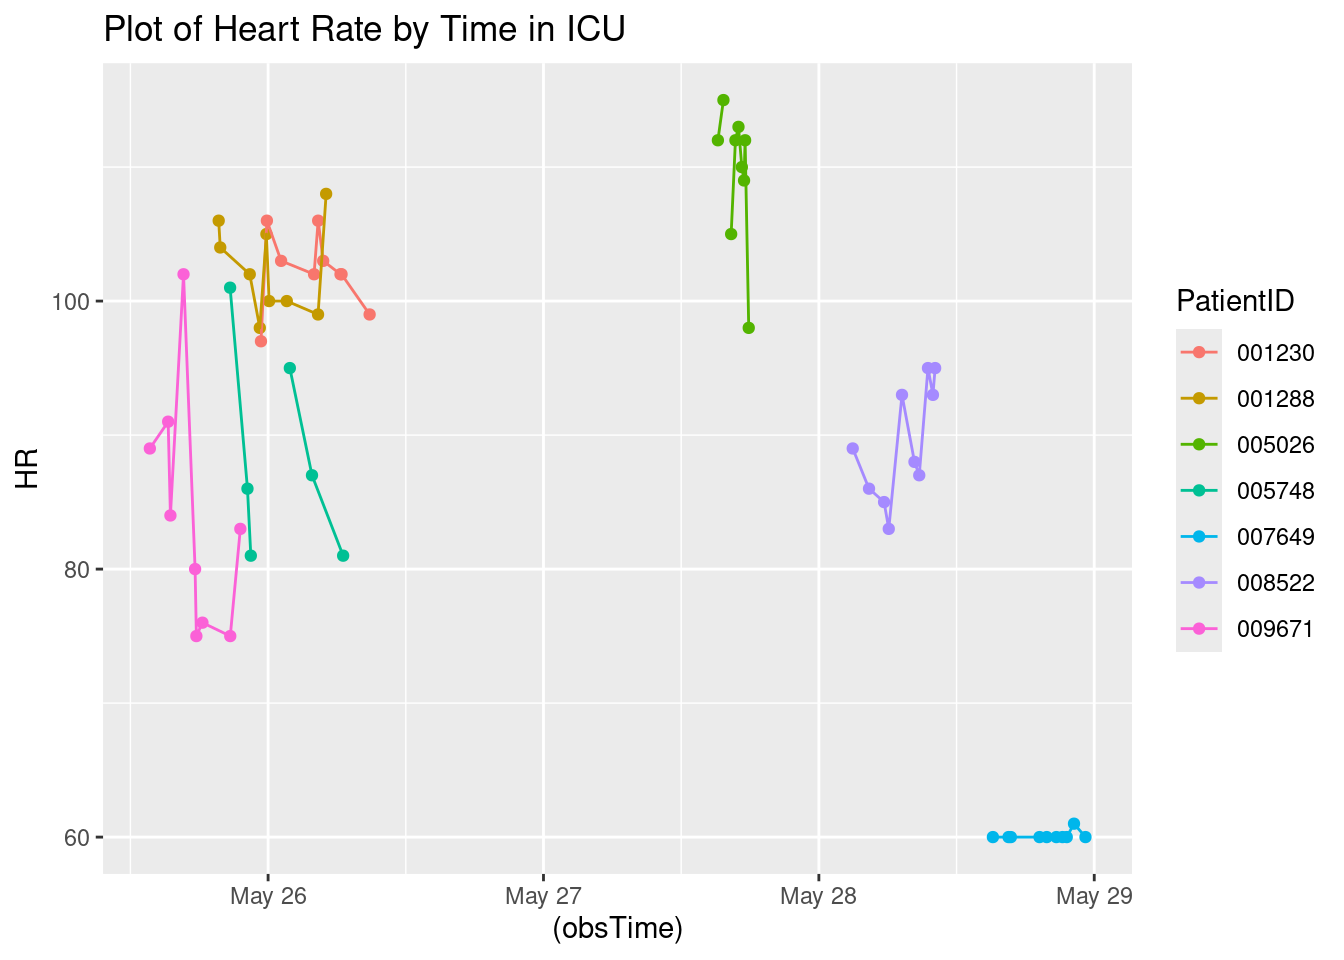 Plot of Heart Rate by Time in ICU
HR
100
80
60
May 26
May 27
May 28
May 29
(obsTime)
PatientID
001230
001288
005026
005748
007649
008522
009671